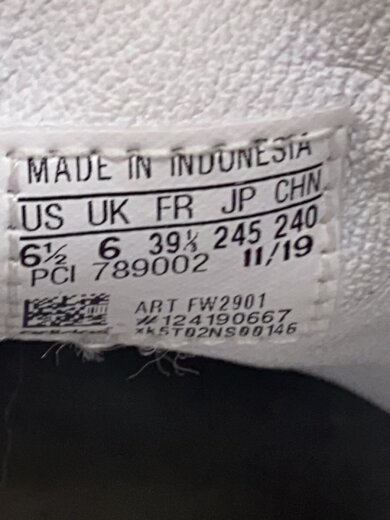 MADE IN INDONESIA
US UK FR JP CHN
6½ 6 39⅓ 245 240
PCI 789002 11/19
ART FW2901
#124190667
*K5T02NS00146